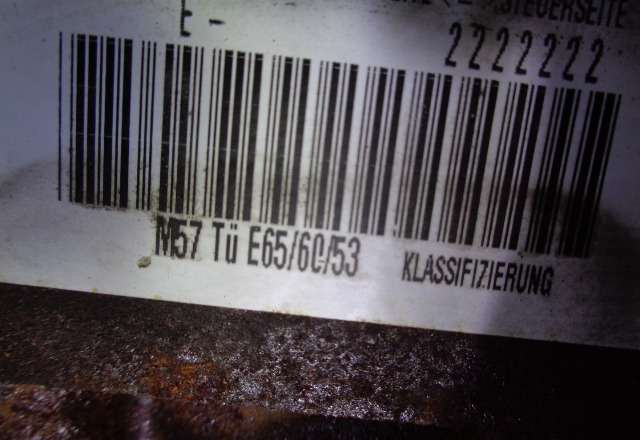 STEUERSEITE
E - 2222222
M57 Tü E65/60/53 KLASSIFIZIERUNG